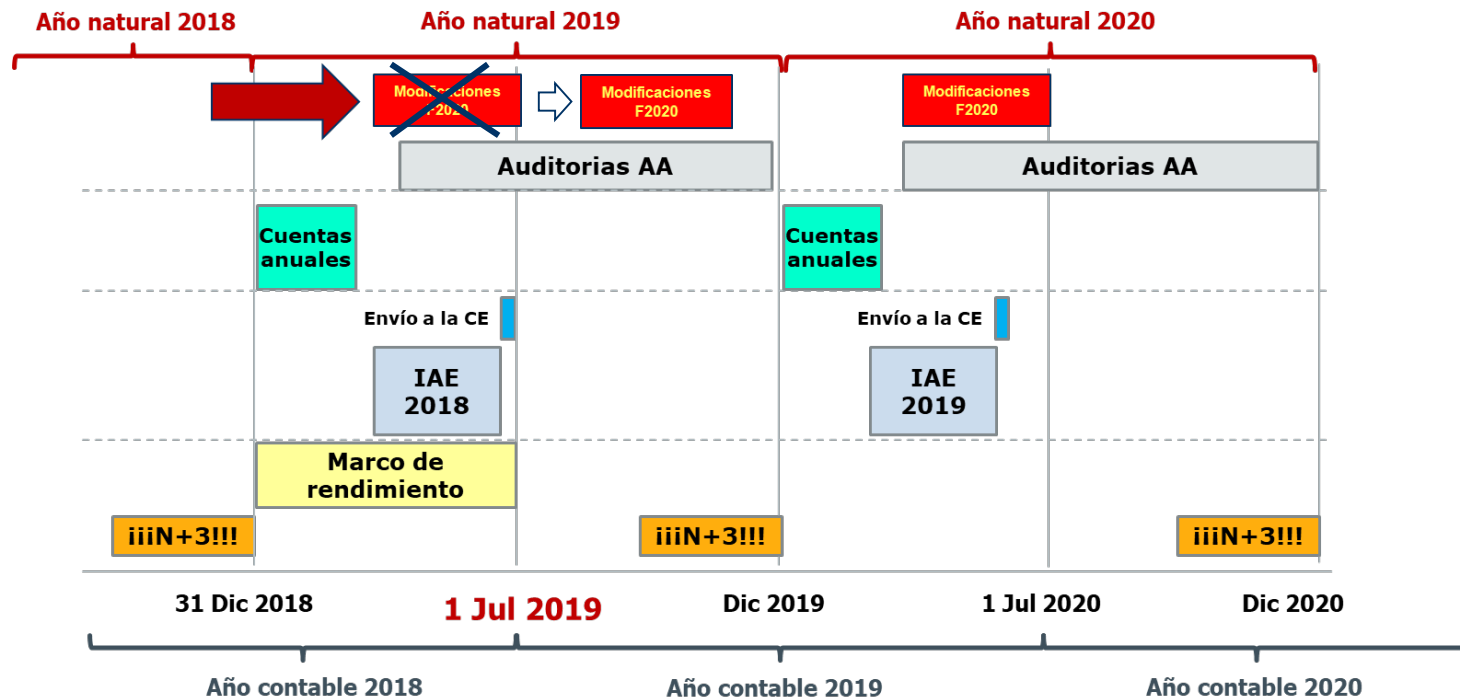 Año natural 2018
Año natural 2019
Año natural 2020
Modificaciones
F2020
Modificaciones
F2020
Modificaciones
F2020
Auditorias AA
Auditorias AA
Cuentas
anuales
Cuentas
anuales
Envío a la CE
Envío a la CE
IAE
2018
IAE
2019
Marco de
rendimiento
¡¡¡N+3!!!
¡¡¡N+3!!!
¡¡¡N+3!!!
31 Dic 2018
1 Jul 2019
Dic 2019
1 Jul 2020
Dic 2020
Año contable 2018
Año contable 2019
Año contable 2020